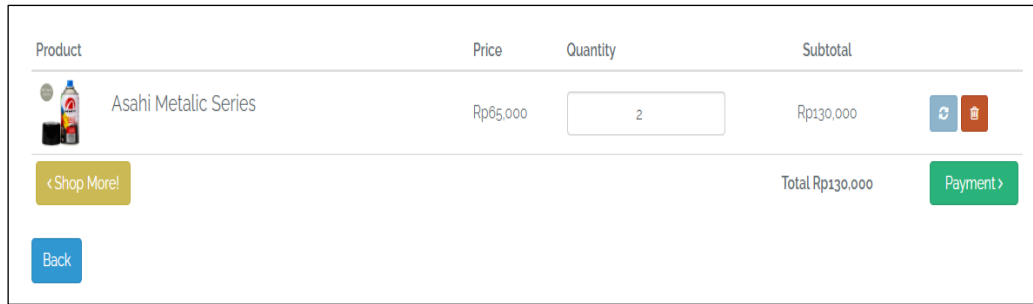 Product Price Quantity Subtotal
Asahi Metalic Series Rp65,000 2 Rp130,000
‹ Shop More! Total Rp130,000 Payment ›
Back